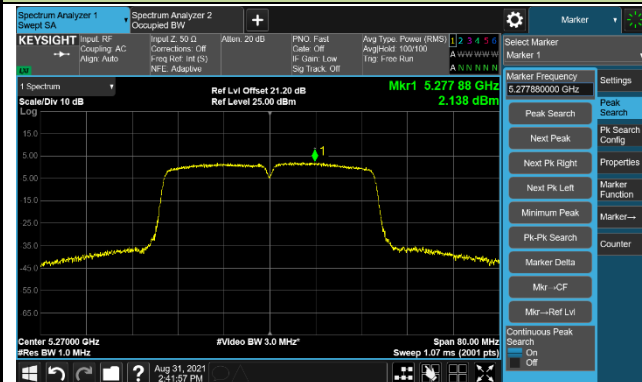 Spectrum Analyzer 1
Swept SA
Spectrum Analyzer 2
Occupied BW
+
Marker
KEYSIGHT
Input: RF
Coupling: AC
Align: Auto
Input Z: 50 Ω
Corrections: Off
Freq Ref: Int (S)
NFE: Adaptive
Atten: 20 dB
PNO: Fast
Gate: Off
IF Gain: Low
Sig Track: Off
Avg Type: Power (RMS)
Avg|Hold: 100/100
Trig: Free Run
1 2 3 4 5 6
A W W W W W
A N N N N N
Select Marker
Marker 1
1 Spectrum
Scale/Div 10 dB
Log
Ref Lvl Offset 21.20 dB
Ref Level 25.00 dBm
Mkr1 5.277 88 GHz
2.138 dBm
15.0
5.00
-5.00
-15.0
-25.0
-35.0
-45.0
-55.0
-65.0
1
Center 5.27000 GHz
#Res BW 1.0 MHz
#Video BW 3.0 MHz*
Span 80.00 MHz
Sweep 1.07 ms (2001 pts)
Marker Frequency
5.277880000 GHz
Peak Search
Next Peak
Next Pk Right
Next Pk Left
Minimum Peak
Pk-Pk Search
Marker Delta
Mkr→CF
Mkr→Ref Lvl
Continuous Peak
Search
On
Off
Settings
Peak
Search
Pk Search
Config
Properties
Marker
Function
Marker→
Counter
?
Aug 31, 2021
2:41:57 PM